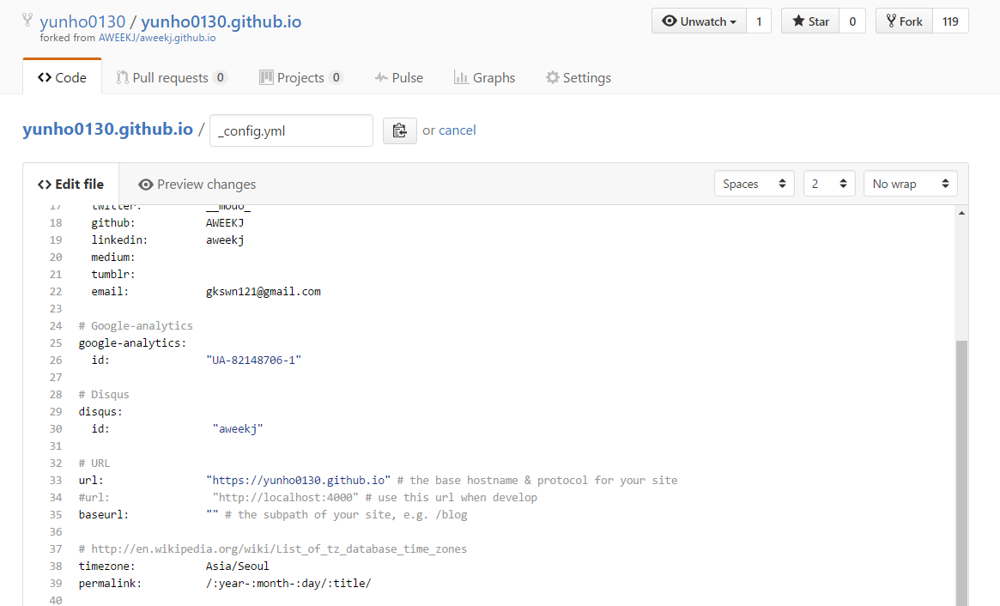 yunho0130 / yunho0130.github.io
forked from AWEEKJ/aweekj.github.io
Unwatch 1 Star 0 Fork 119
Code Pull requests 0 Projects 0 Pulse Graphs Settings
yunho0130.github.io / _config.yml or cancel
Edit file Preview changes Spaces 2 No wrap
17 twitter: __modo_
18 github: AWEEKJ
19 linkedin: aweekj
20 medium:
21 tumblr:
22 email: gkswn121@gmail.com
23
24 # Google-analytics
25 google-analytics:
26 id: "UA-82148706-1"
27
28 # Disqus
29 disqus:
30 id: "aweekj"
31
32 # URL
33 url: "https://yunho0130.github.io" # the base hostname & protocol for your site
34 #url: "http://localhost:4000" # use this url when develop
35 baseurl: "" # the subpath of your site, e.g. /blog
36
37 # http://en.wikipedia.org/wiki/List_of_tz_database_time_zones
38 timezone: Asia/Seoul
39 permalink: /:year-:month-:day/:title/
40